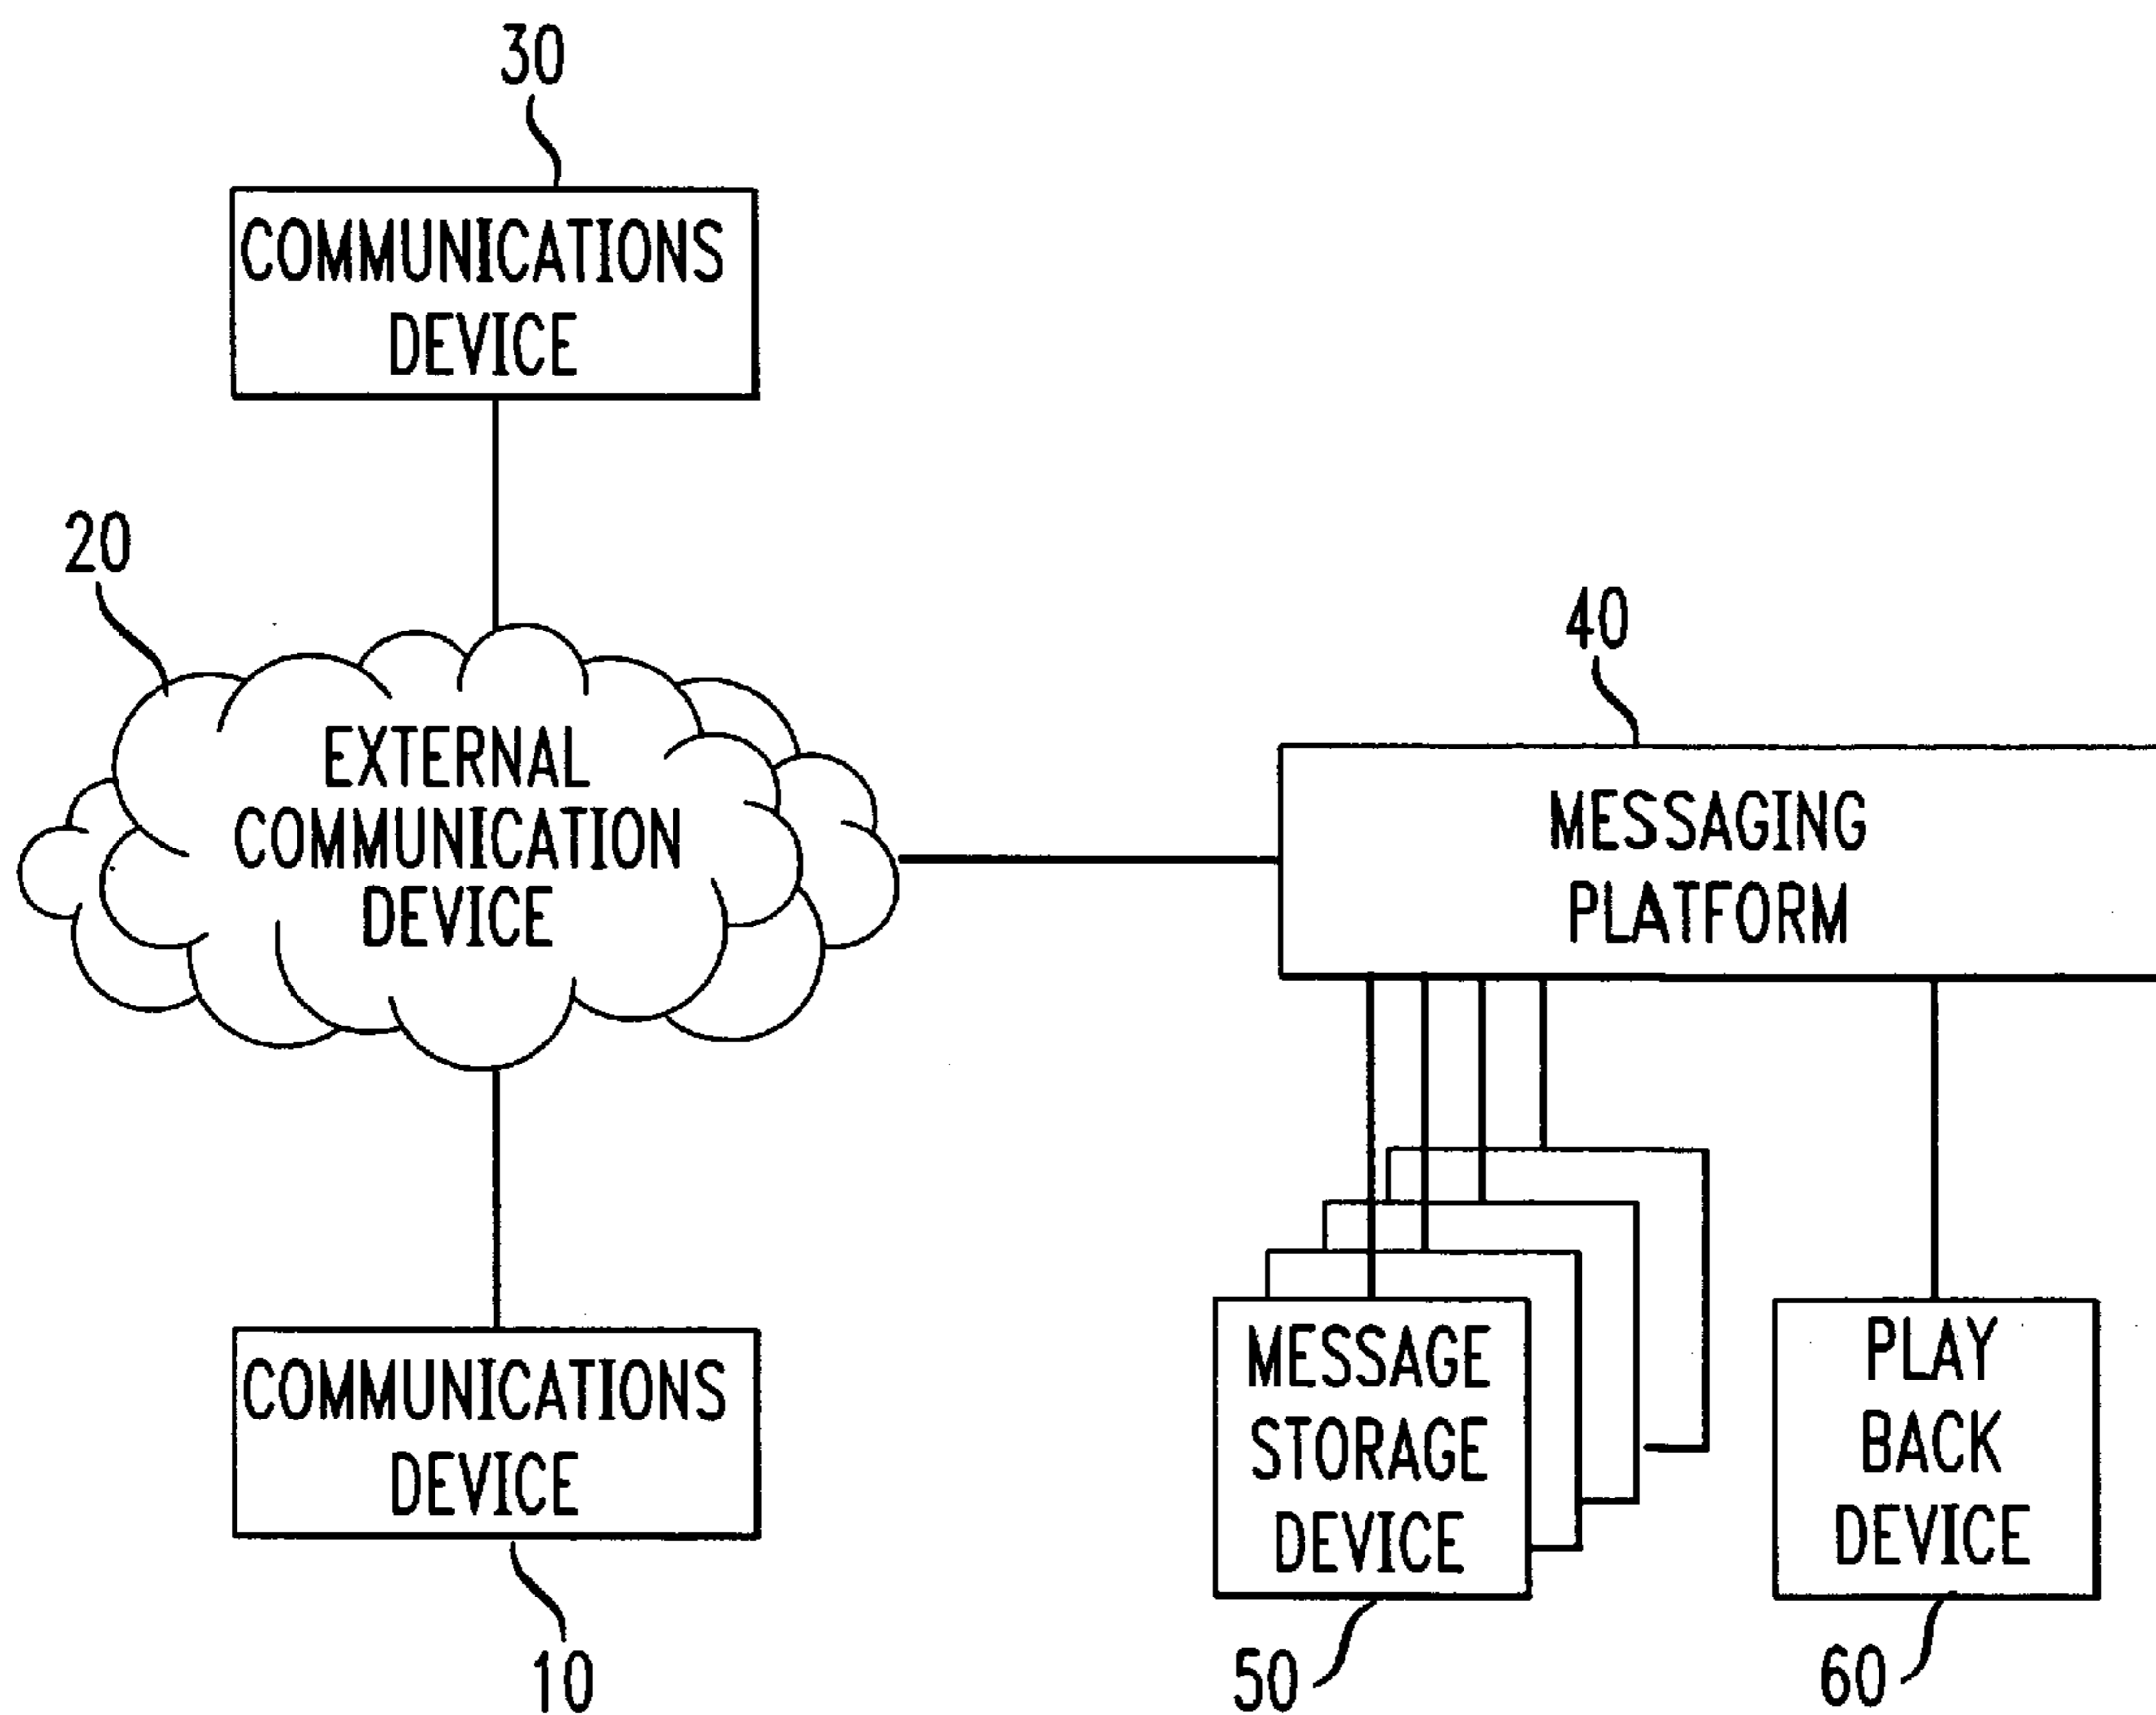 30
COMMUNICATIONS
DEVICE
20
EXTERNAL
COMMUNICATION
DEVICE
40
MESSAGING
PLATFORM
COMMUNICATIONS
DEVICE
10
MESSAGE
STORAGE
DEVICE
50
PLAY
BACK
DEVICE
60